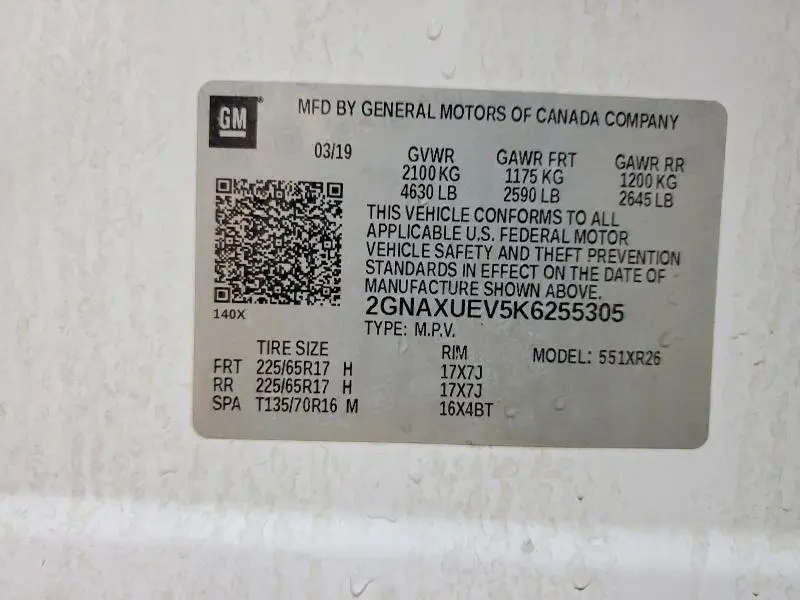 GM
MFD BY GENERAL MOTORS OF CANADA COMPANY
03/19 GVWR GAWR FRT GAWR RR
2100 KG 1175 KG 1200 KG
4630 LB 2590 LB 2645 LB
THIS VEHICLE CONFORMS TO ALL
APPLICABLE U.S. FEDERAL MOTOR
VEHICLE SAFETY AND THEFT PREVENTION
STANDARDS IN EFFECT ON THE DATE OF
MANUFACTURE SHOWN ABOVE.
140X
2GNAXUEV5K6255305
TYPE: M.P.V.
TIRE SIZE RIM MODEL: 551XR26
FRT 225/65R17 H 17X7J
RR 225/65R17 H 17X7J
SPA T135/70R16 M 16X4BT